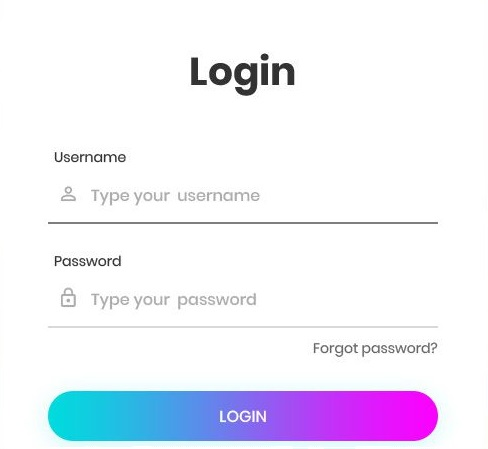 Login
Username
Type your username
Password
Type your password
Forgot password?
LOGIN